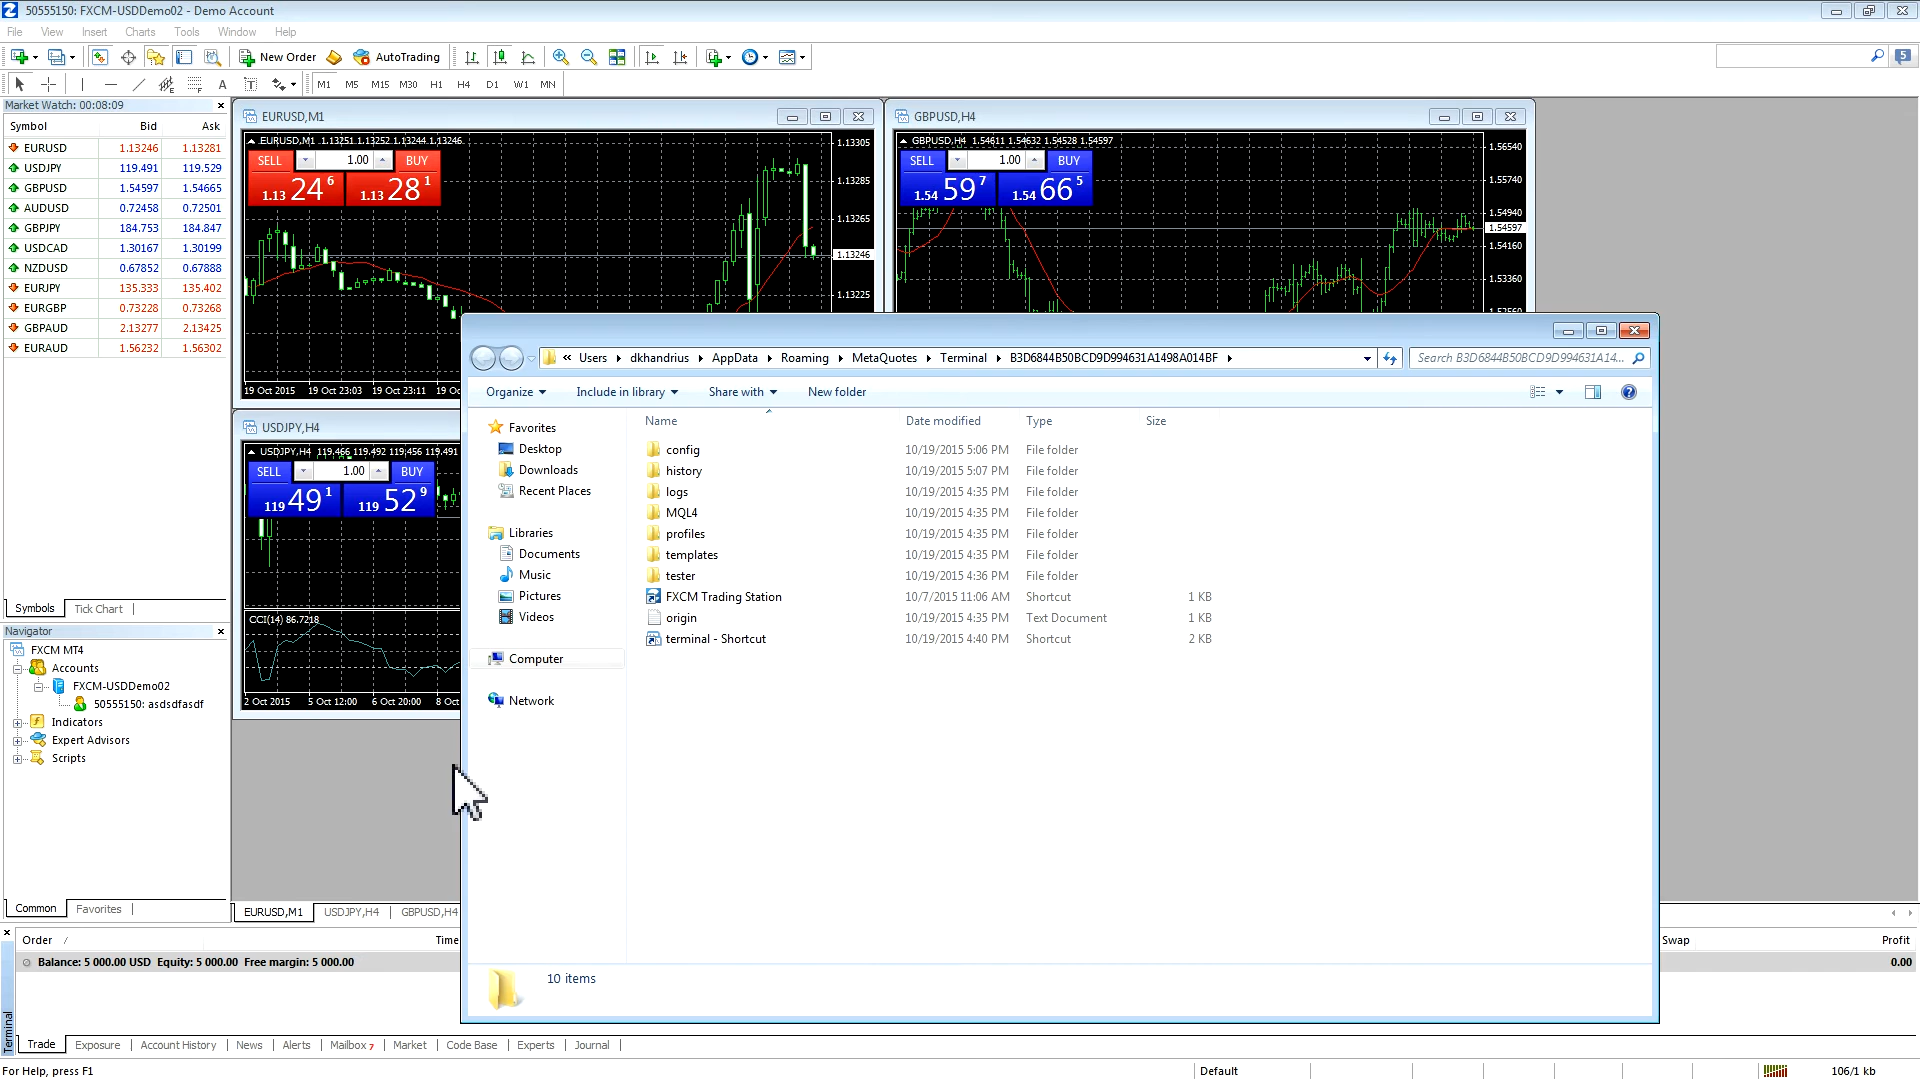 50555150: FXCM-USDDemo02 - Demo Account
File View Insert Charts Tools Window Help
New Order AutoTrading
5
A T M1 M5 M15 M30 H1 H4 D1 W1 MN
Market Watch: 00:08:09
Symbol Bid Ask
EURUSD 1.13246 1.13281
USDJPY 119.491 119.529
GBPUSD 1.54597 1.54665
AUDUSD 0.72458 0.72501
GBPJPY 184.753 184.847
USDCAD 1.30167 1.30199
NZDUSD 0.67852 0.67888
EURJPY 135.333 135.402
EURGBP 0.73228 0.73268
GBPAUD 2.13277 2.13425
EURAUD 1.56232 1.56302
Symbols Tick Chart
Navigator
FXCM MT4
Accounts
FXCM-USDDemo02
50555150: asdsdfasdf
Indicators
Expert Advisors
Scripts
Common Favorites
EURUSD,M1
EURUSD,M1 1.13251 1.13252 1.13244 1.13246
SELL 1.00 BUY
1.13 24 6 1.13 28 1
1.13305
1.13285
1.13265
1.13246
1.13225
19 Oct 2015 19 Oct 23:03 19 Oct 23:11 19 Oc
GBPUSD,H4
GBPUSD,H4 1.54611 1.54632 1.54528 1.54597
SELL 1.00 BUY
1.54 59 7 1.54 66 5
1.56540
1.55740
1.54940
1.54597
1.54160
1.53360
USDJPY,H4
USDJPY,H4 119.466 119.492 119.456 119.491
SELL 1.00 BUY
119 49 1 119 52 9
CCI(14) 86.7218
2 Oct 2015 5 Oct 12:00 6 Oct 20:00 8 Oc
EURUSD,M1 USDJPY,H4 GBPUSD,H4
« Users dkhandrius AppData Roaming MetaQuotes Terminal B3D6844B50BCD9D994631A1498A014BF
Search B3D6844B50BCD9D994631A14...
Organize Include in library Share with New folder
Favorites
Desktop
Downloads
Recent Places
Libraries
Documents
Music
Pictures
Videos
Computer
Network
Name Date modified Type Size
config 10/19/2015 5:06 PM File folder
history 10/19/2015 5:07 PM File folder
logs 10/19/2015 4:35 PM File folder
MQL4 10/19/2015 4:35 PM File folder
profiles 10/19/2015 4:35 PM File folder
templates 10/19/2015 4:35 PM File folder
tester 10/19/2015 4:36 PM File folder
FXCM Trading Station 10/7/2015 11:06 AM Shortcut 1 KB
origin 10/19/2015 4:35 PM Text Document 1 KB
terminal - Shortcut 10/19/2015 4:40 PM Shortcut 2 KB
10 items
Order / Time Swap Profit
Balance: 5 000.00 USD Equity: 5 000.00 Free margin: 5 000.00 0.00
Terminal
Trade Exposure Account History News Alerts Mailbox 7 Market Code Base Experts Journal
For Help, press F1 Default 106/1 kb